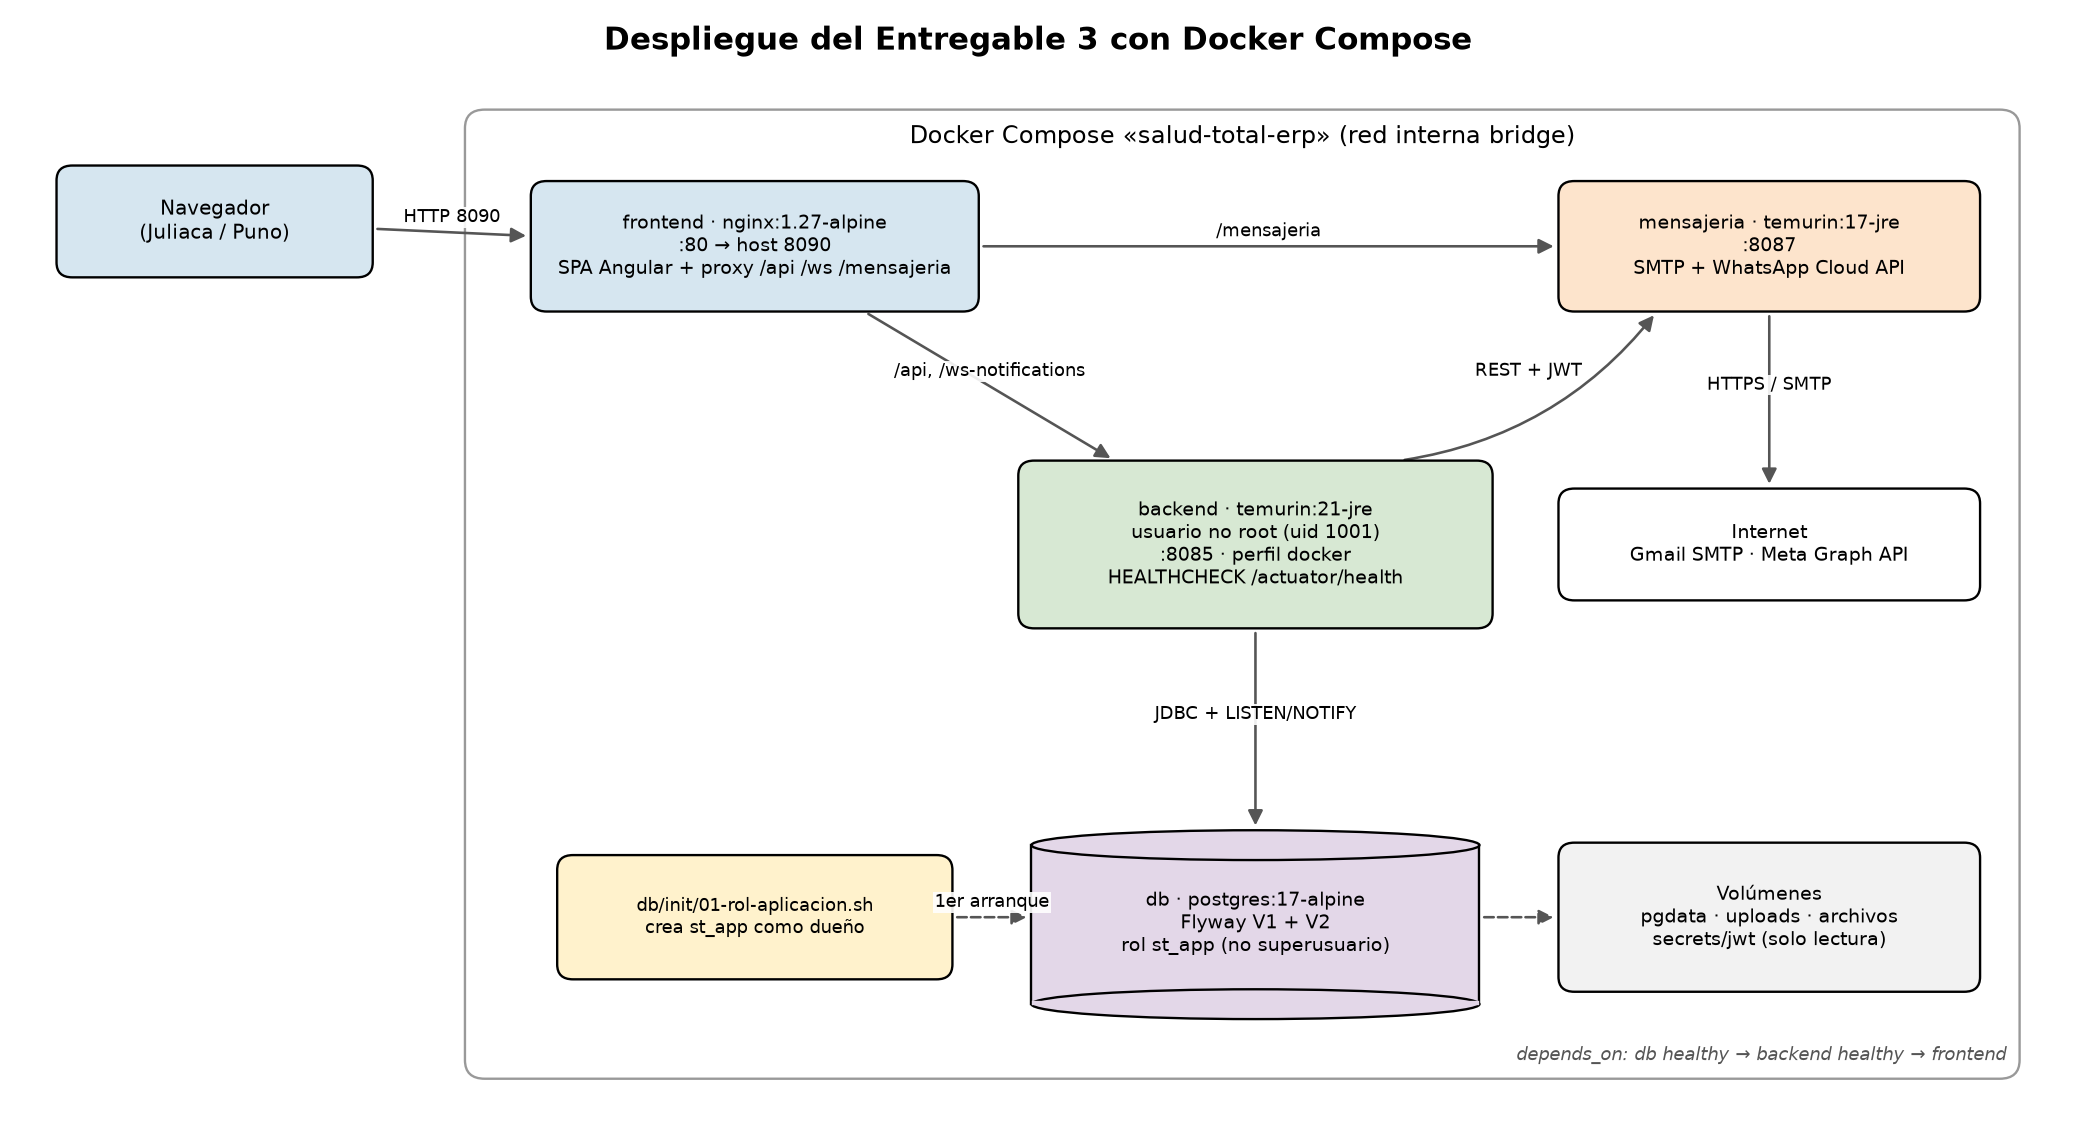 Despliegue del Entregable 3 con Docker Compose
Docker Compose «salud-total-erp» (red interna bridge)
Navegador
(Juliaca / Puno)
HTTP 8090
frontend · nginx:1.27-alpine
:80 → host 8090
SPA Angular + proxy /api /ws /mensajeria
/mensajeria
mensajeria · temurin:17-jre
:8087
SMTP + WhatsApp Cloud API
/api, /ws-notifications
REST + JWT
HTTPS / SMTP
backend · temurin:21-jre
usuario no root (uid 1001)
:8085 · perfil docker
HEALTHCHECK /actuator/health
Internet
Gmail SMTP · Meta Graph API
JDBC + LISTEN/NOTIFY
db/init/01-rol-aplicacion.sh
crea st_app como dueño
1er arranque
db · postgres:17-alpine
Flyway V1 + V2
rol st_app (no superusuario)
Volúmenes
pgdata · uploads · archivos
secrets/jwt (solo lectura)
depends_on: db healthy → backend healthy → frontend